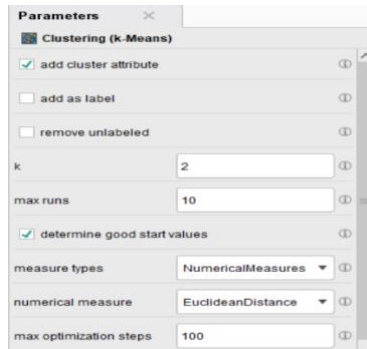 Parameters
Clustering (k-Means)
add cluster attribute
add as label
remove unlabeled
k 2
max runs 10
determine good start values
measure types NumericalMeasures
numerical measure EuclideanDistance
max optimization steps 100